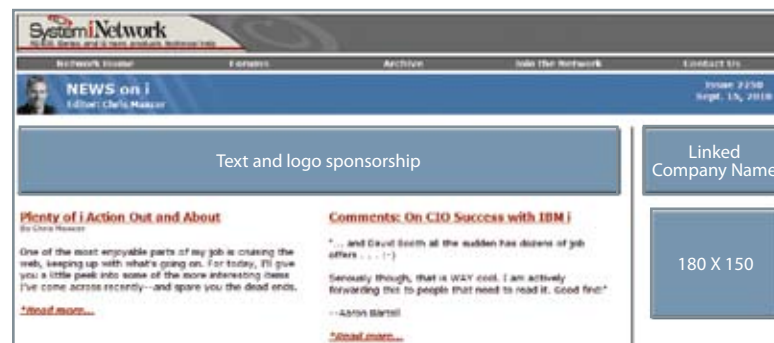 System iNetwork
Network Home Forums Archive Join the Network Contact Us
NEWS on i
Editor: Chris Maxcer
Issue
Sept. 15, 2010
Text and logo sponsorship
Linked
Company Name
180 X 150
Plenty of i Action Out and About
By Chris Maxcer
One of the most enjoyable parts of my job is cruising the
web, keeping up with what's going on. For today, I'll give
you a little peek into some of the more interesting items
I've come across recently--and spare you the dead ends.
*Read more...
Comments: On CIO Success with IBM i
"... and David Booth all the sudden has dozens of job
offers . . . (-)
Seriously though, that is WAY cool. I am actively
forwarding this to people that need to read it. Good find!"
--Aaron Bartell
*Read more...